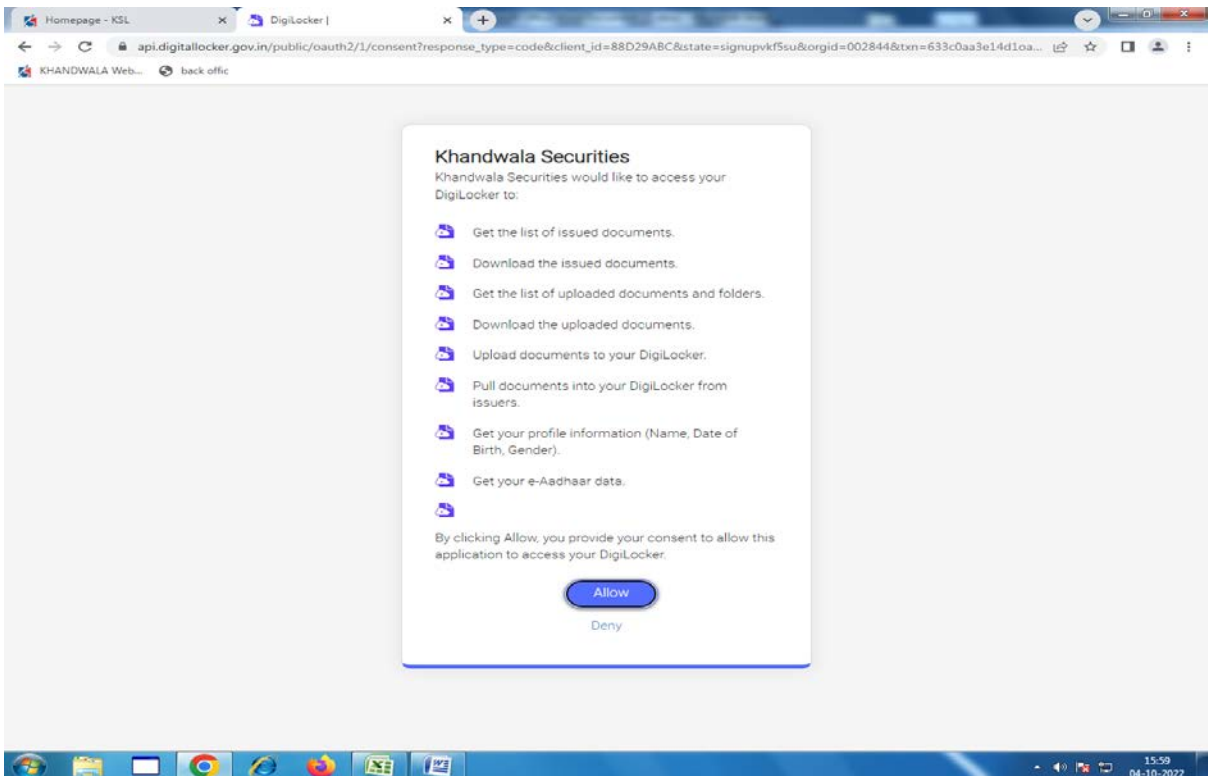 Homepage - KSL
DigiLocker |
api.digitallocker.gov.in/public/oauth2/1/consent?response_type=code&client_id=88D29ABC&state=signupvkf5su&orgid=002844&txn=633c0aa3e14d1oa...
KHANDWALA Web...
back offic
Khandwala Securities
Khandwala Securities would like to access your
DigiLocker to:
Get the list of issued documents.
Download the issued documents.
Get the list of uploaded documents and folders.
Download the uploaded documents.
Upload documents to your DigiLocker.
Pull documents into your DigiLocker from
issuers.
Get your profile information (Name, Date of
Birth, Gender).
Get your e-Aadhaar data.
By clicking Allow, you provide your consent to allow this
application to access your DigiLocker.
Allow
Deny
15:59
04-10-2022